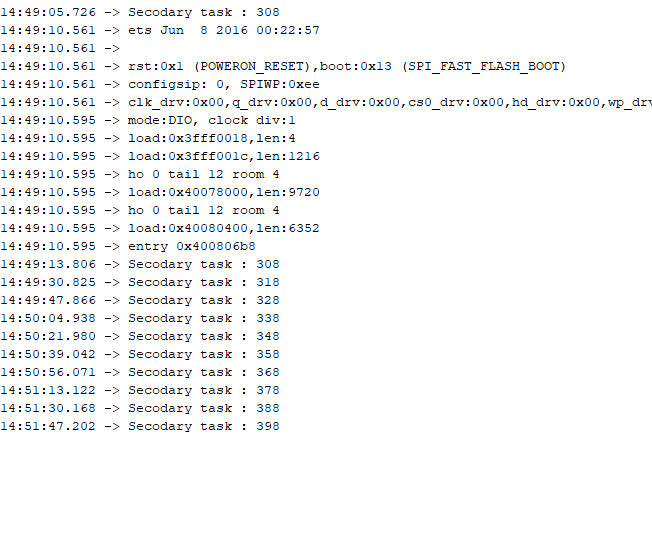 14:49:05.726 -> Secodary task : 308
14:49:10.561 -> ets Jun  8 2016 00:22:57
14:49:10.561 ->
14:49:10.561 -> rst:0x1 (POWERON_RESET),boot:0x13 (SPI_FAST_FLASH_BOOT)
14:49:10.561 -> configsip: 0, SPIWP:0xee
14:49:10.561 -> clk_drv:0x00,q_drv:0x00,d_drv:0x00,cs0_drv:0x00,hd_drv:0x00,wp_drv
14:49:10.595 -> mode:DIO, clock div:1
14:49:10.595 -> load:0x3fff0018,len:4
14:49:10.595 -> load:0x3fff001c,len:1216
14:49:10.595 -> ho 0 tail 12 room 4
14:49:10.595 -> load:0x40078000,len:9720
14:49:10.595 -> ho 0 tail 12 room 4
14:49:10.595 -> load:0x40080400,len:6352
14:49:10.595 -> entry 0x400806b8
14:49:13.806 -> Secodary task : 308
14:49:30.825 -> Secodary task : 318
14:49:47.866 -> Secodary task : 328
14:50:04.938 -> Secodary task : 338
14:50:21.980 -> Secodary task : 348
14:50:39.042 -> Secodary task : 358
14:50:56.071 -> Secodary task : 368
14:51:13.122 -> Secodary task : 378
14:51:30.168 -> Secodary task : 388
14:51:47.202 -> Secodary task : 398